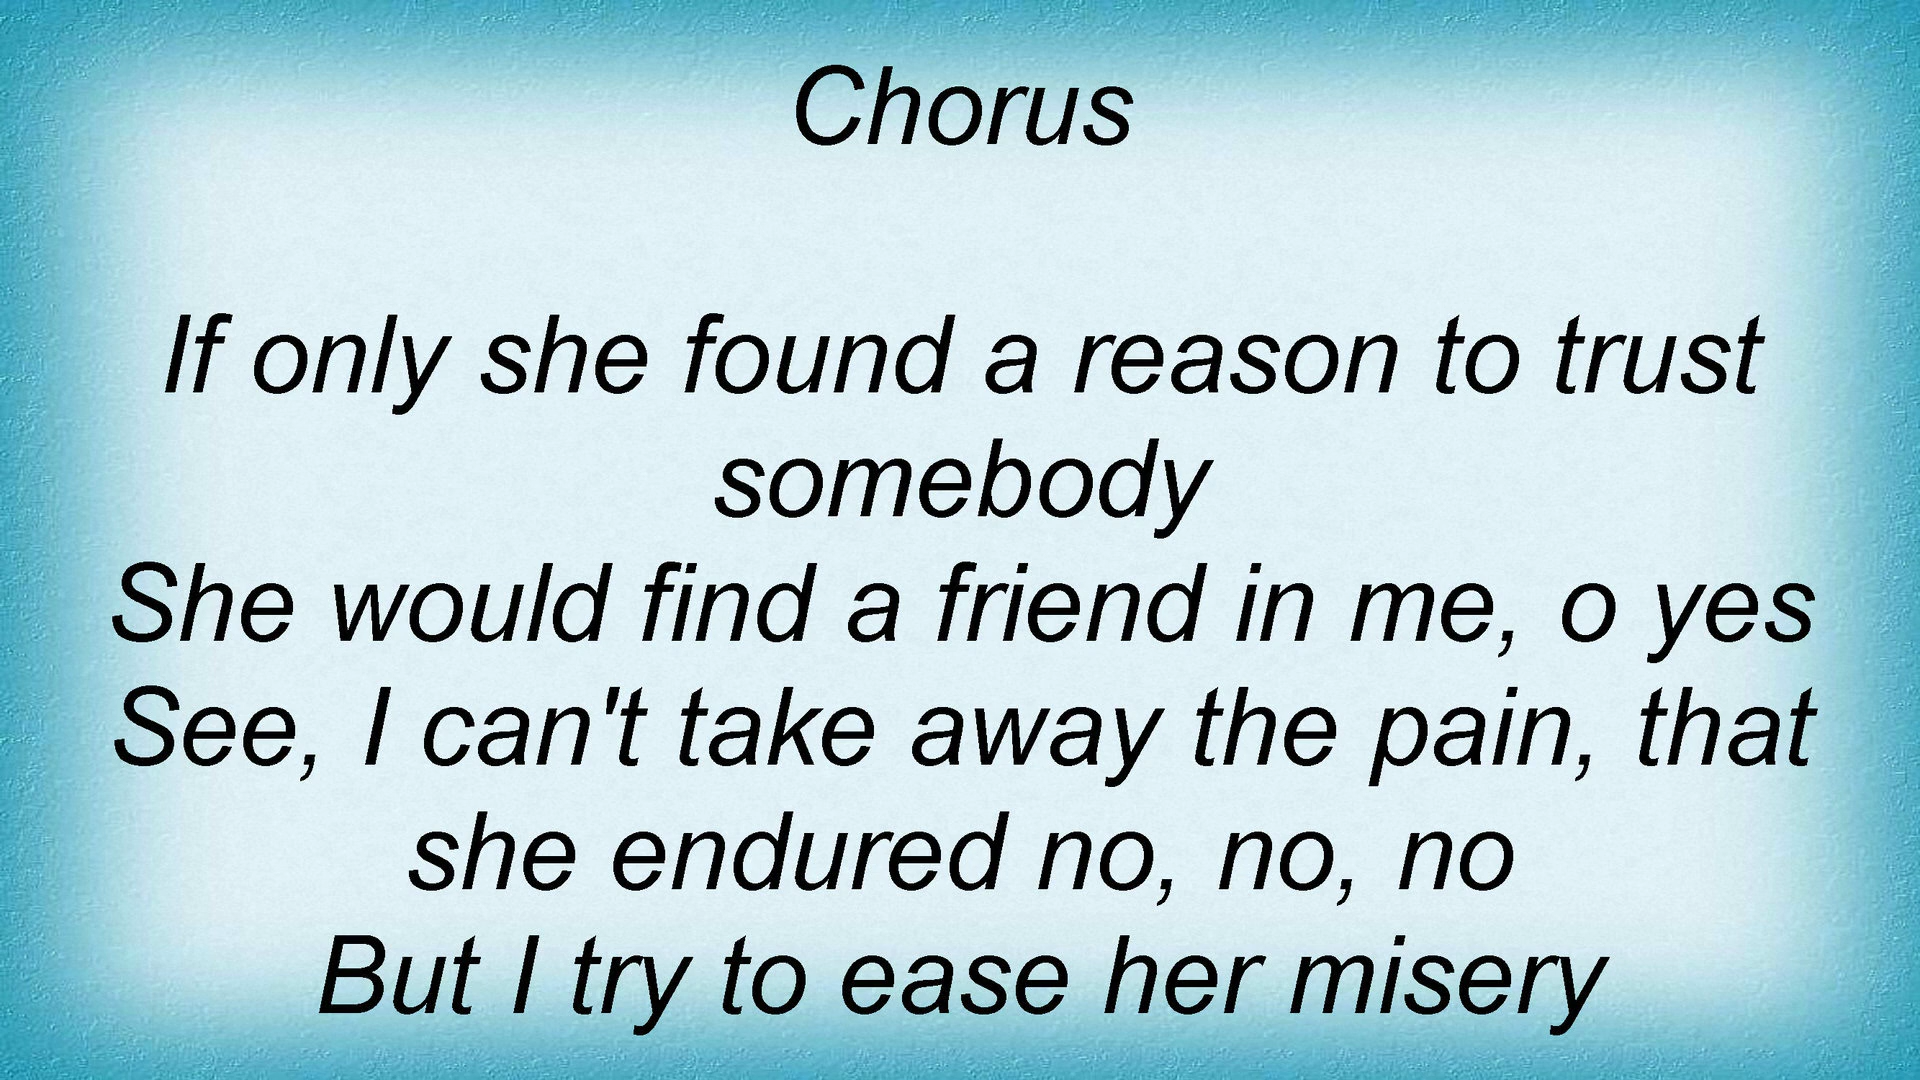 Chorus
If only she found a reason to trust
somebody
She would find a friend in me, o yes
See, I can't take away the pain, that
she endured no, no, no
But I try to ease her misery